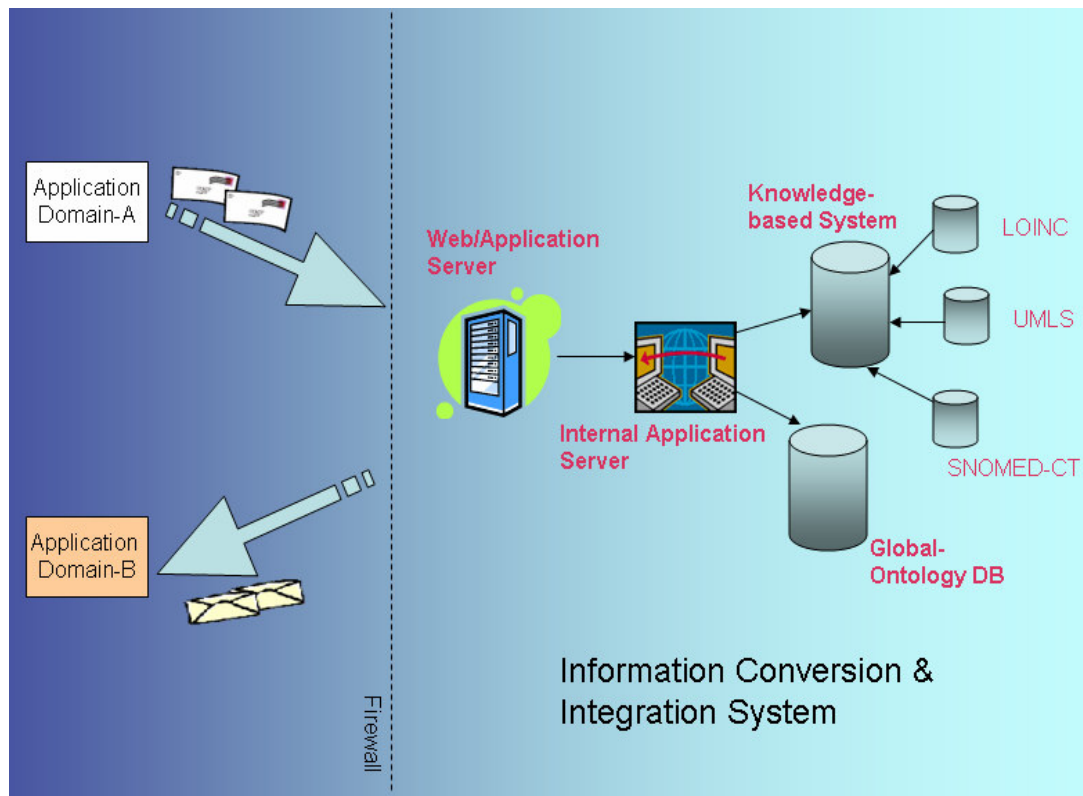 Application
Domain-A
Knowledge-
based System
LOINC
Web/Application
Server
UMLS
Internal Application
Server
SNOMED-CT
Application
Domain-B
Global-
Ontology DB
Information Conversion &
Integration System
Firewall